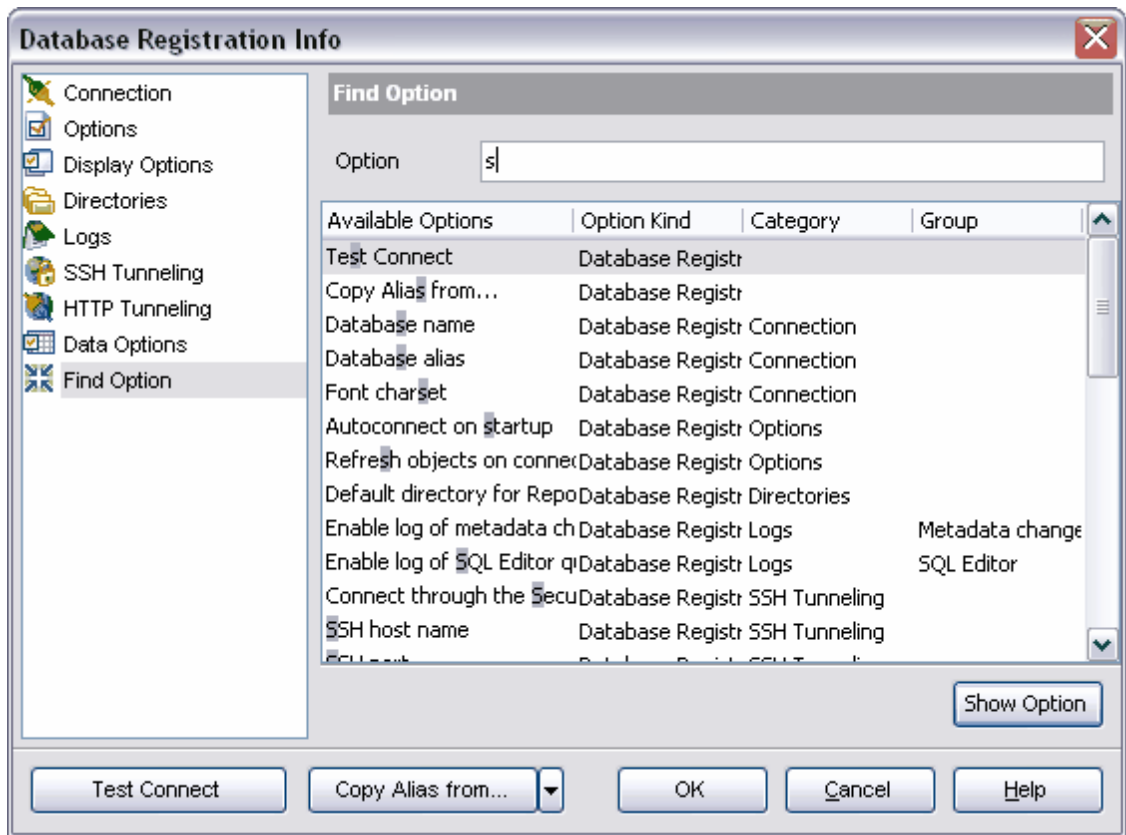 Database Registration Info
Connection
Options
Display Options
Directories
Logs
SSH Tunneling
HTTP Tunneling
Data Options
Find Option
Find Option
Option s
Available Options Option Kind Category Group
Test Connect Database Registr
Copy Alias from... Database Registr
Database name Database Registr Connection
Database alias Database Registr Connection
Font charset Database Registr Connection
Autoconnect on startup Database Registr Options
Refresh objects on connec Database Registr Options
Default directory for Repo Database Registr Directories
Enable log of metadata ch Database Registr Logs Metadata change
Enable log of SQL Editor qu Database Registr Logs SQL Editor
Connect through the Secu Database Registr SSH Tunneling
SSH host name Database Registr SSH Tunneling
Show Option
Test Connect Copy Alias from... OK Cancel Help